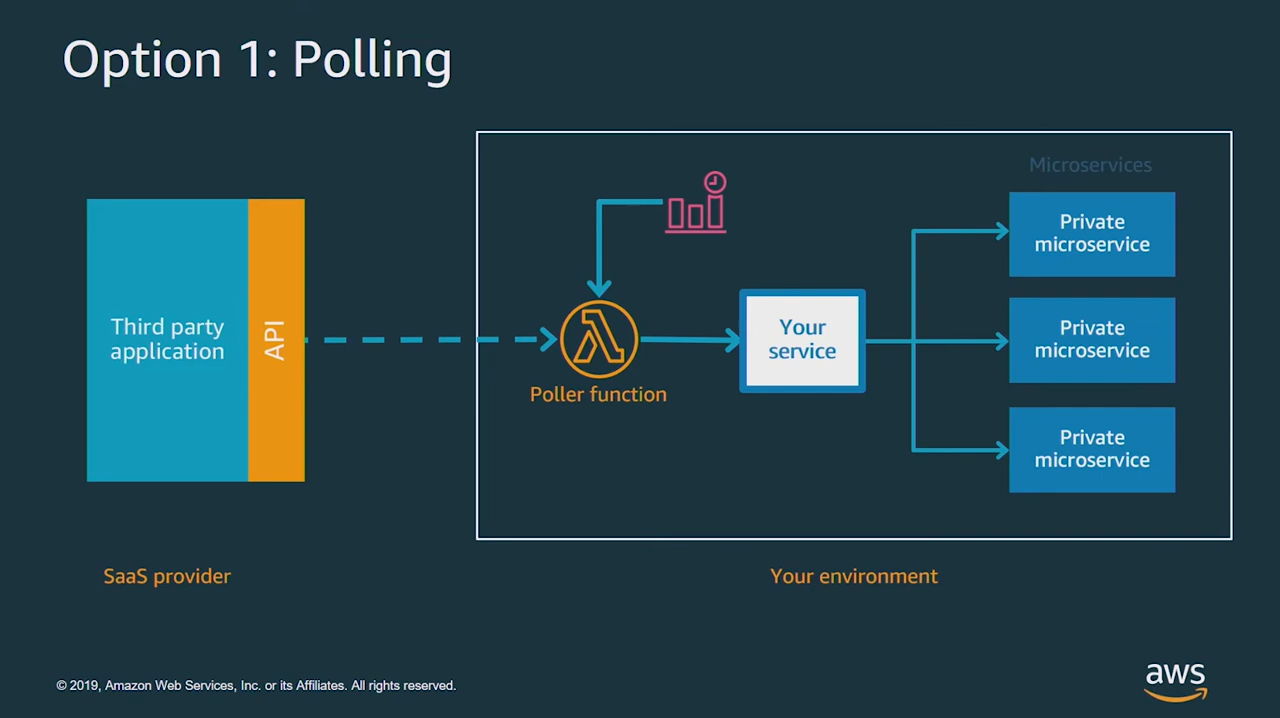 Option 1: Polling
Microservices
Private
microservice
Third party
application
API
Your
service
Private
microservice
Poller function
Private
microservice
SaaS provider
Your environment
© 2019, Amazon Web Services, Inc. or its Affiliates. All rights reserved.
aws